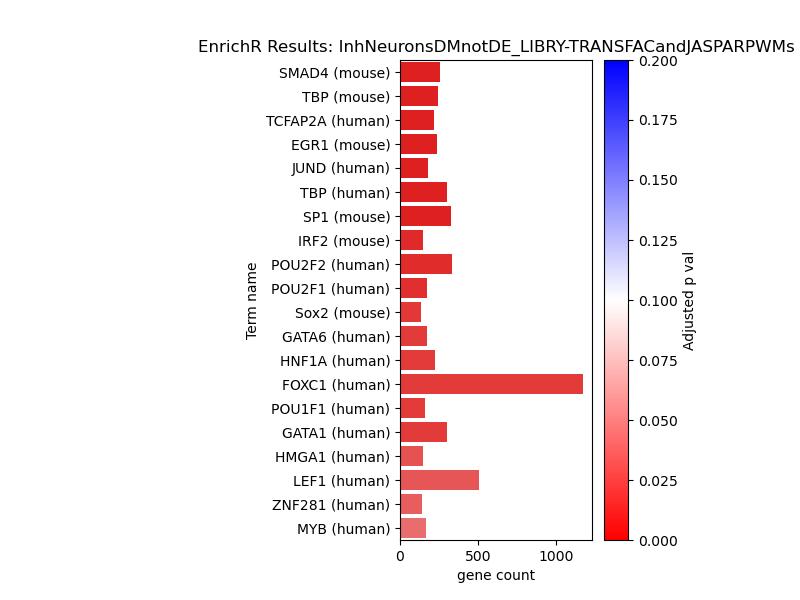 EnrichR Results: InhNeuronsDMnotDE_LIBRY-TRANSFACandJASPARPWMs
SMAD4 (mouse)
TBP (mouse)
TCFAP2A (human)
EGR1 (mouse)
JUND (human)
TBP (human)
SP1 (mouse)
IRF2 (mouse)
POU2F2 (human)
POU2F1 (human)
Sox2 (mouse)
GATA6 (human)
HNF1A (human)
FOXC1 (human)
POU1F1 (human)
GATA1 (human)
HMGA1 (human)
LEF1 (human)
ZNF281 (human)
MYB (human)
Term name
0 500 1000
gene count
0.200
0.175
0.150
0.125
0.100
0.075
0.050
0.025
0.000
Adjusted p val